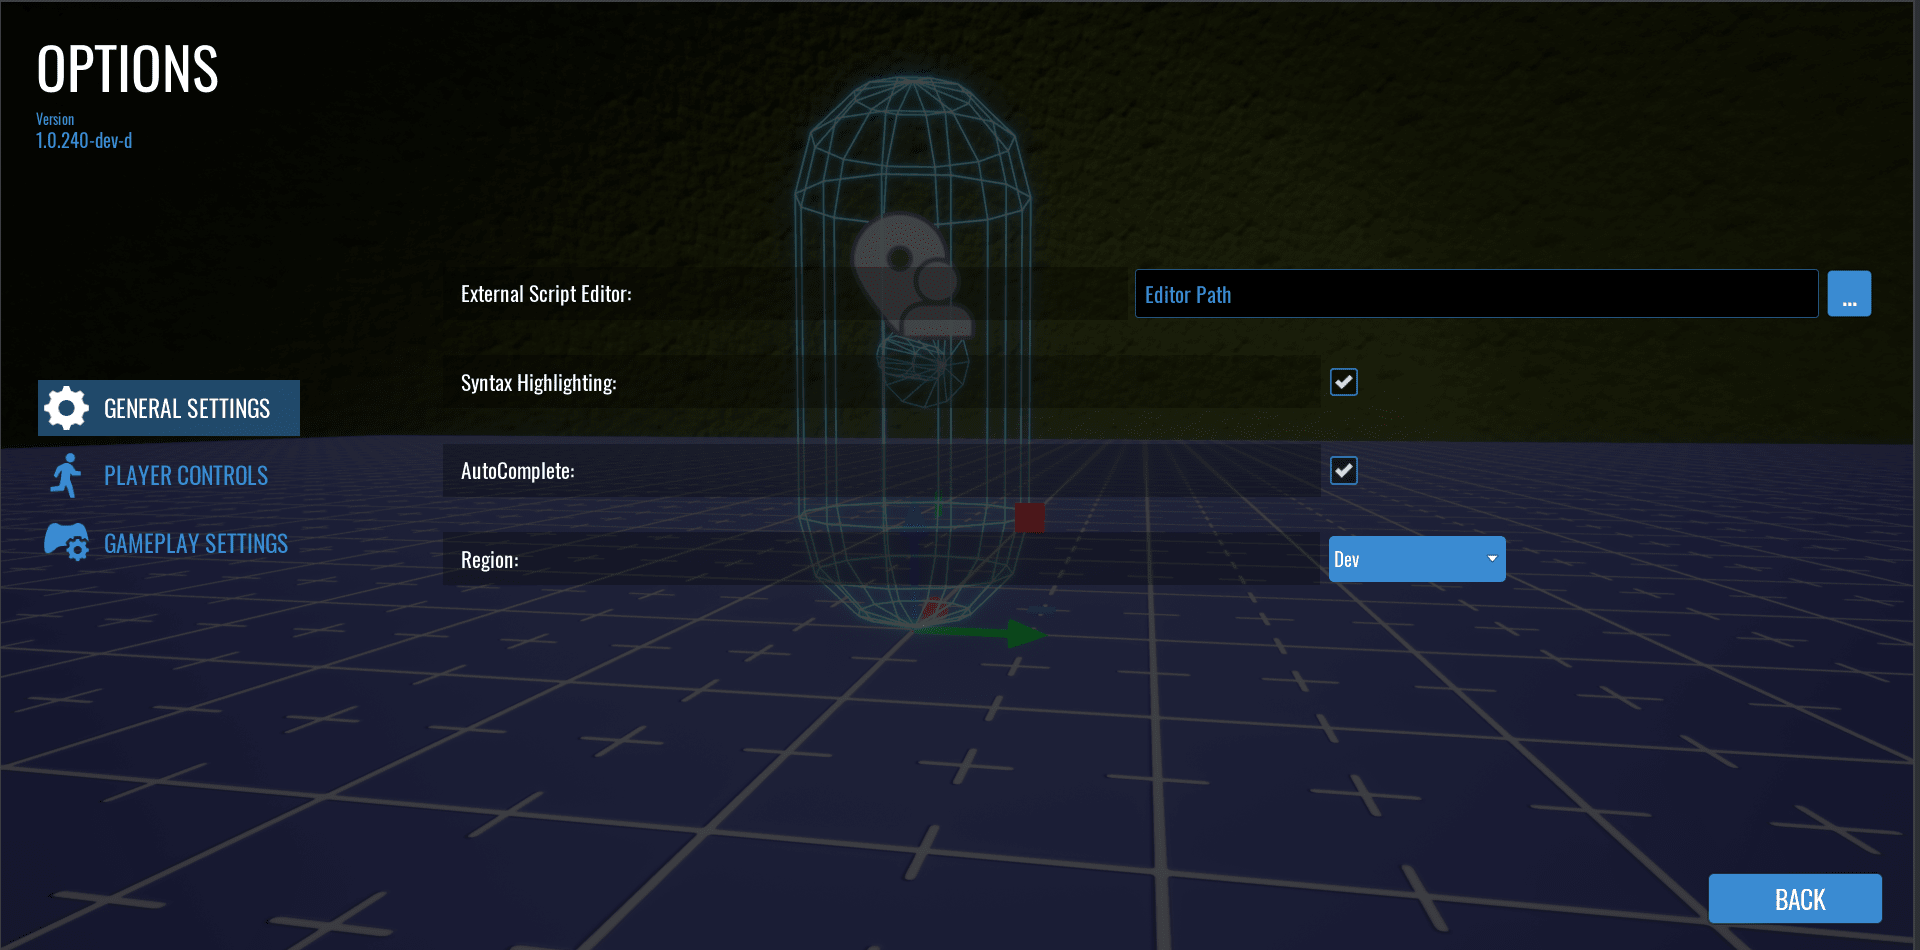 OPTIONS
Version
1.0.240-dev-d
External Script Editor:
Editor Path
...
Syntax Highlighting:
GENERAL SETTINGS
AutoComplete:
PLAYER CONTROLS
GAMEPLAY SETTINGS
Region:
Dev
BACK